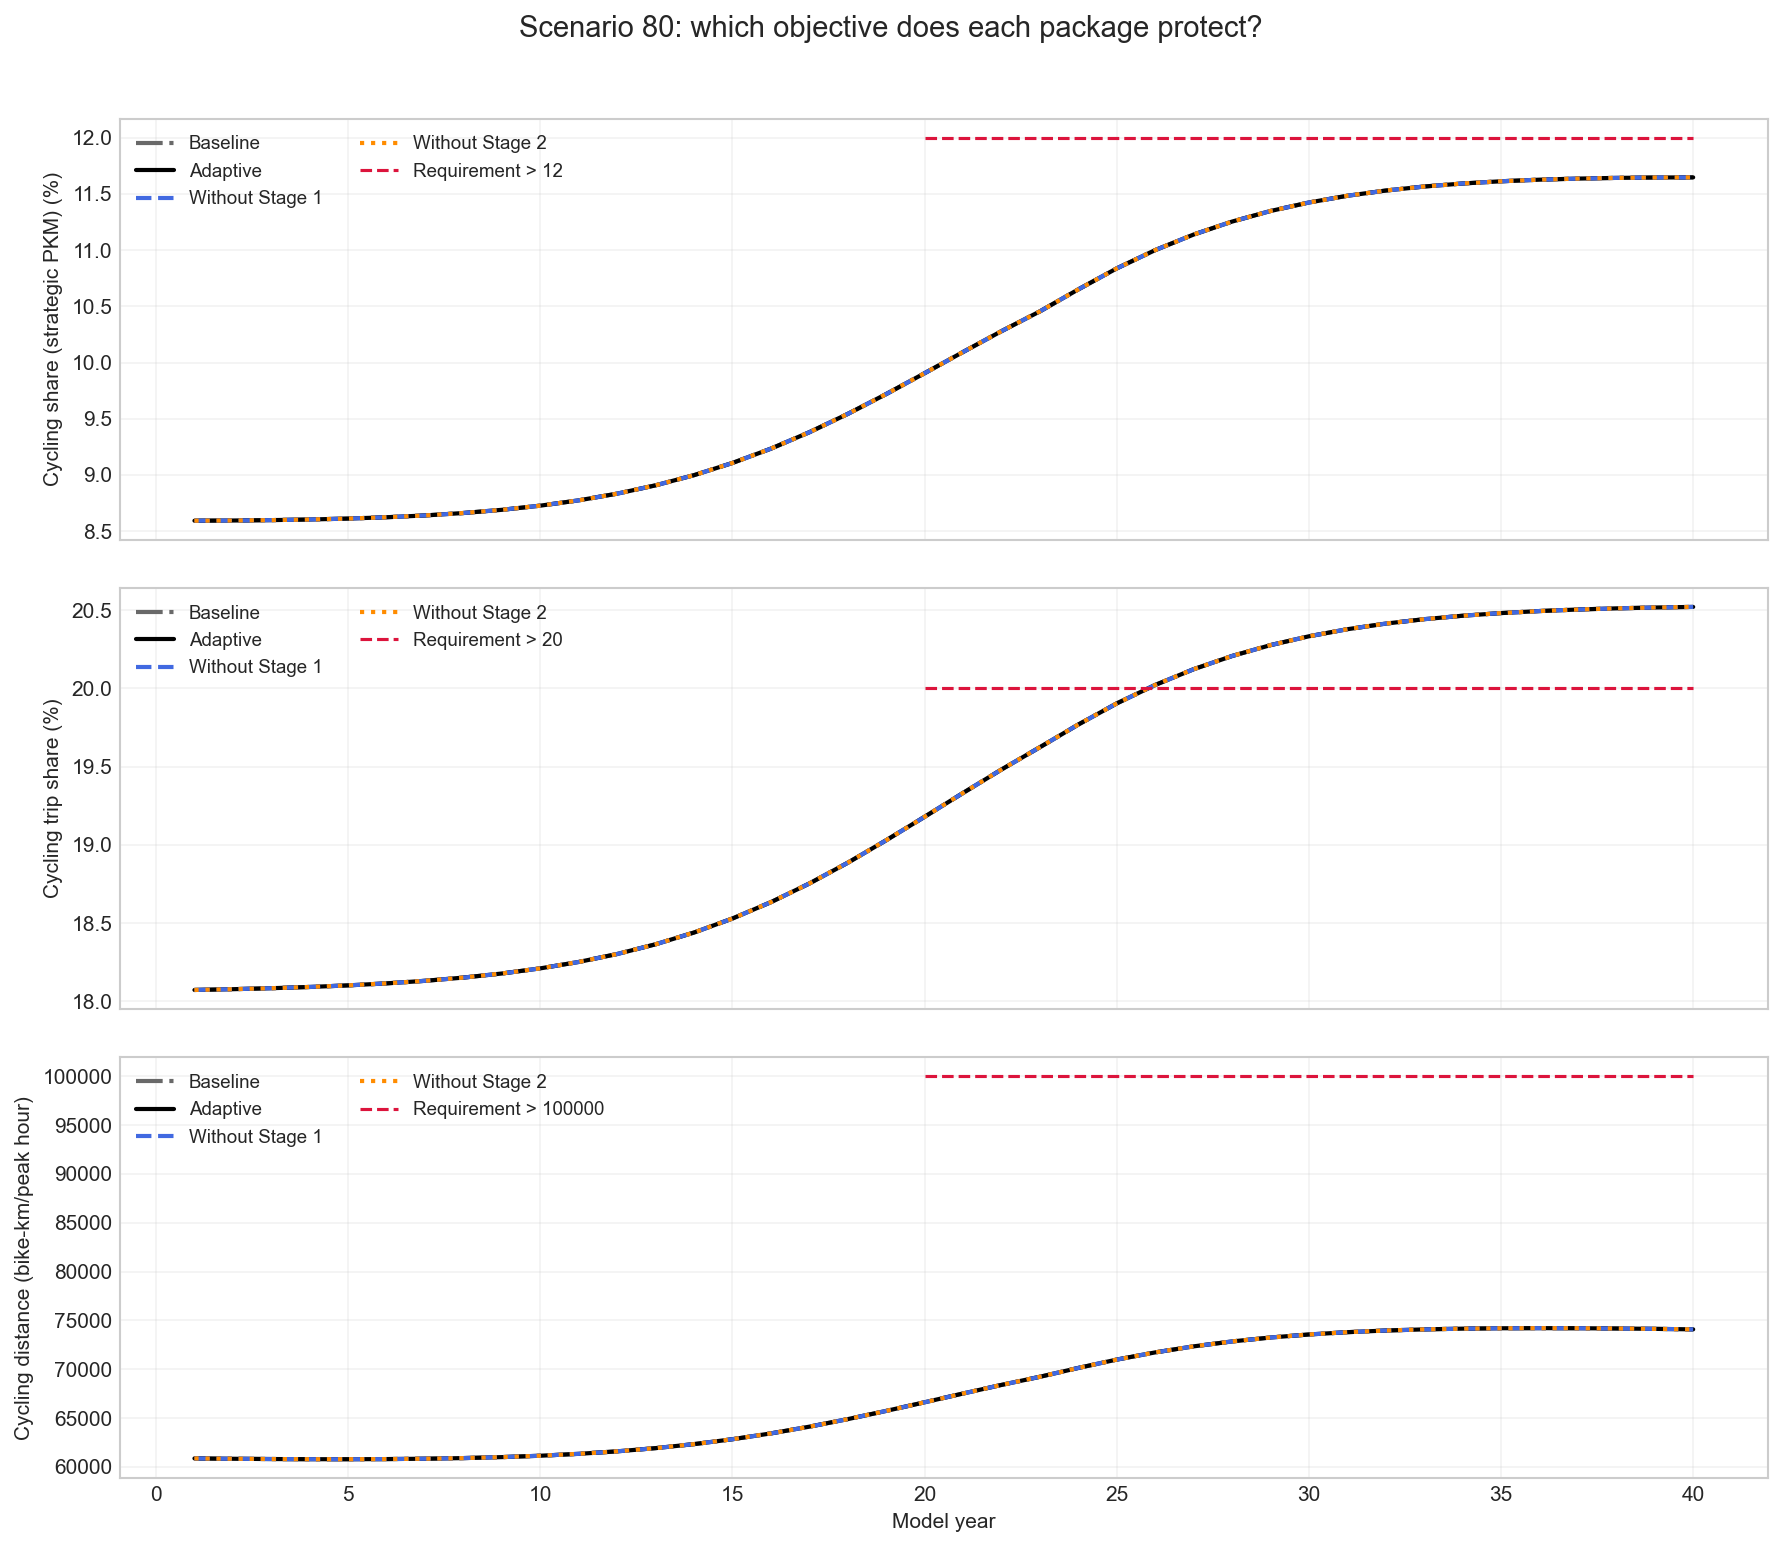 Scenario 80: which objective does each package protect?
Cycling share (strategic PKM) (%)
12.0
11.5
11.0
10.5
10.0
9.5
9.0
8.5
Baseline
Adaptive
Without Stage 1
Without Stage 2
Requirement > 12
Cycling trip share (%)
20.5
20.0
19.5
19.0
18.5
18.0
Baseline
Adaptive
Without Stage 1
Without Stage 2
Requirement > 20
Cycling distance (bike-km/peak hour)
100000
95000
90000
85000
80000
75000
70000
65000
60000
Baseline
Adaptive
Without Stage 1
Without Stage 2
Requirement > 100000
0 5 10 15 20 25 30 35 40
Model year